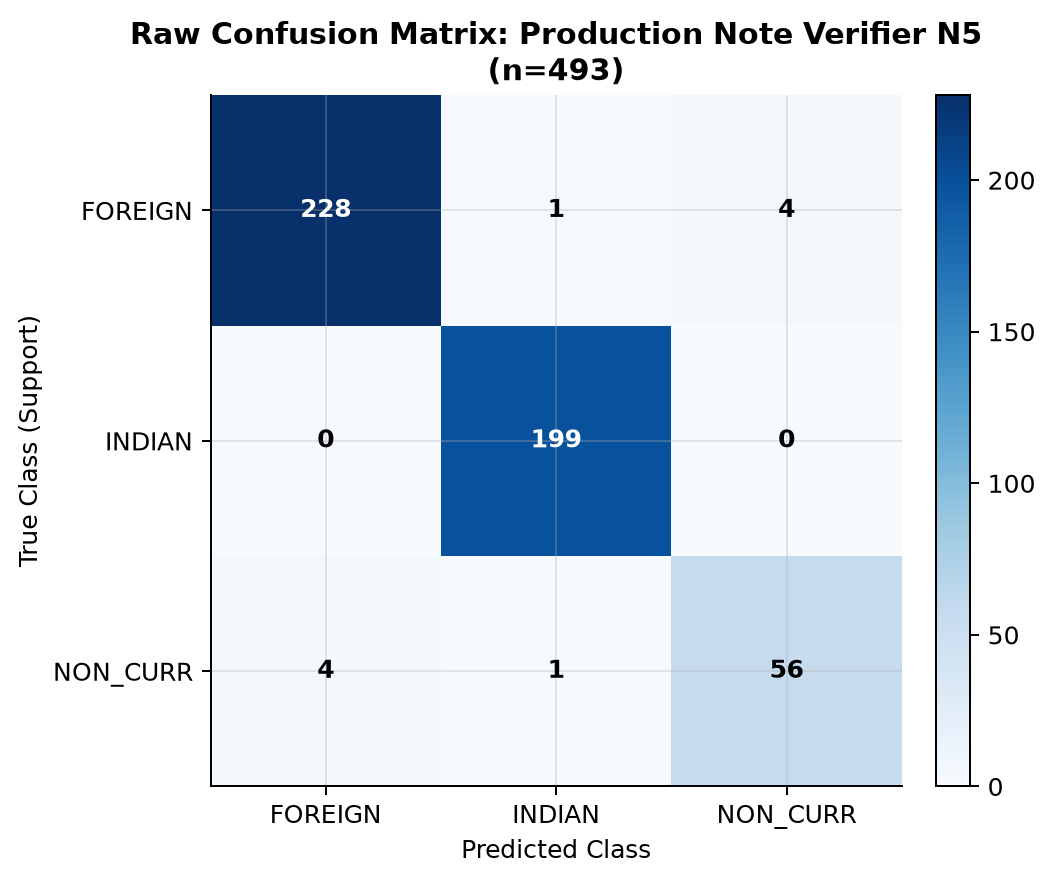 Raw Confusion Matrix: Production Note Verifier N5
(n=493)
True Class (Support)
FOREIGN 228 1 4
INDIAN 0 199 0
NON_CURR 4 1 56
FOREIGN INDIAN NON_CURR
Predicted Class
200
150
100
50
0